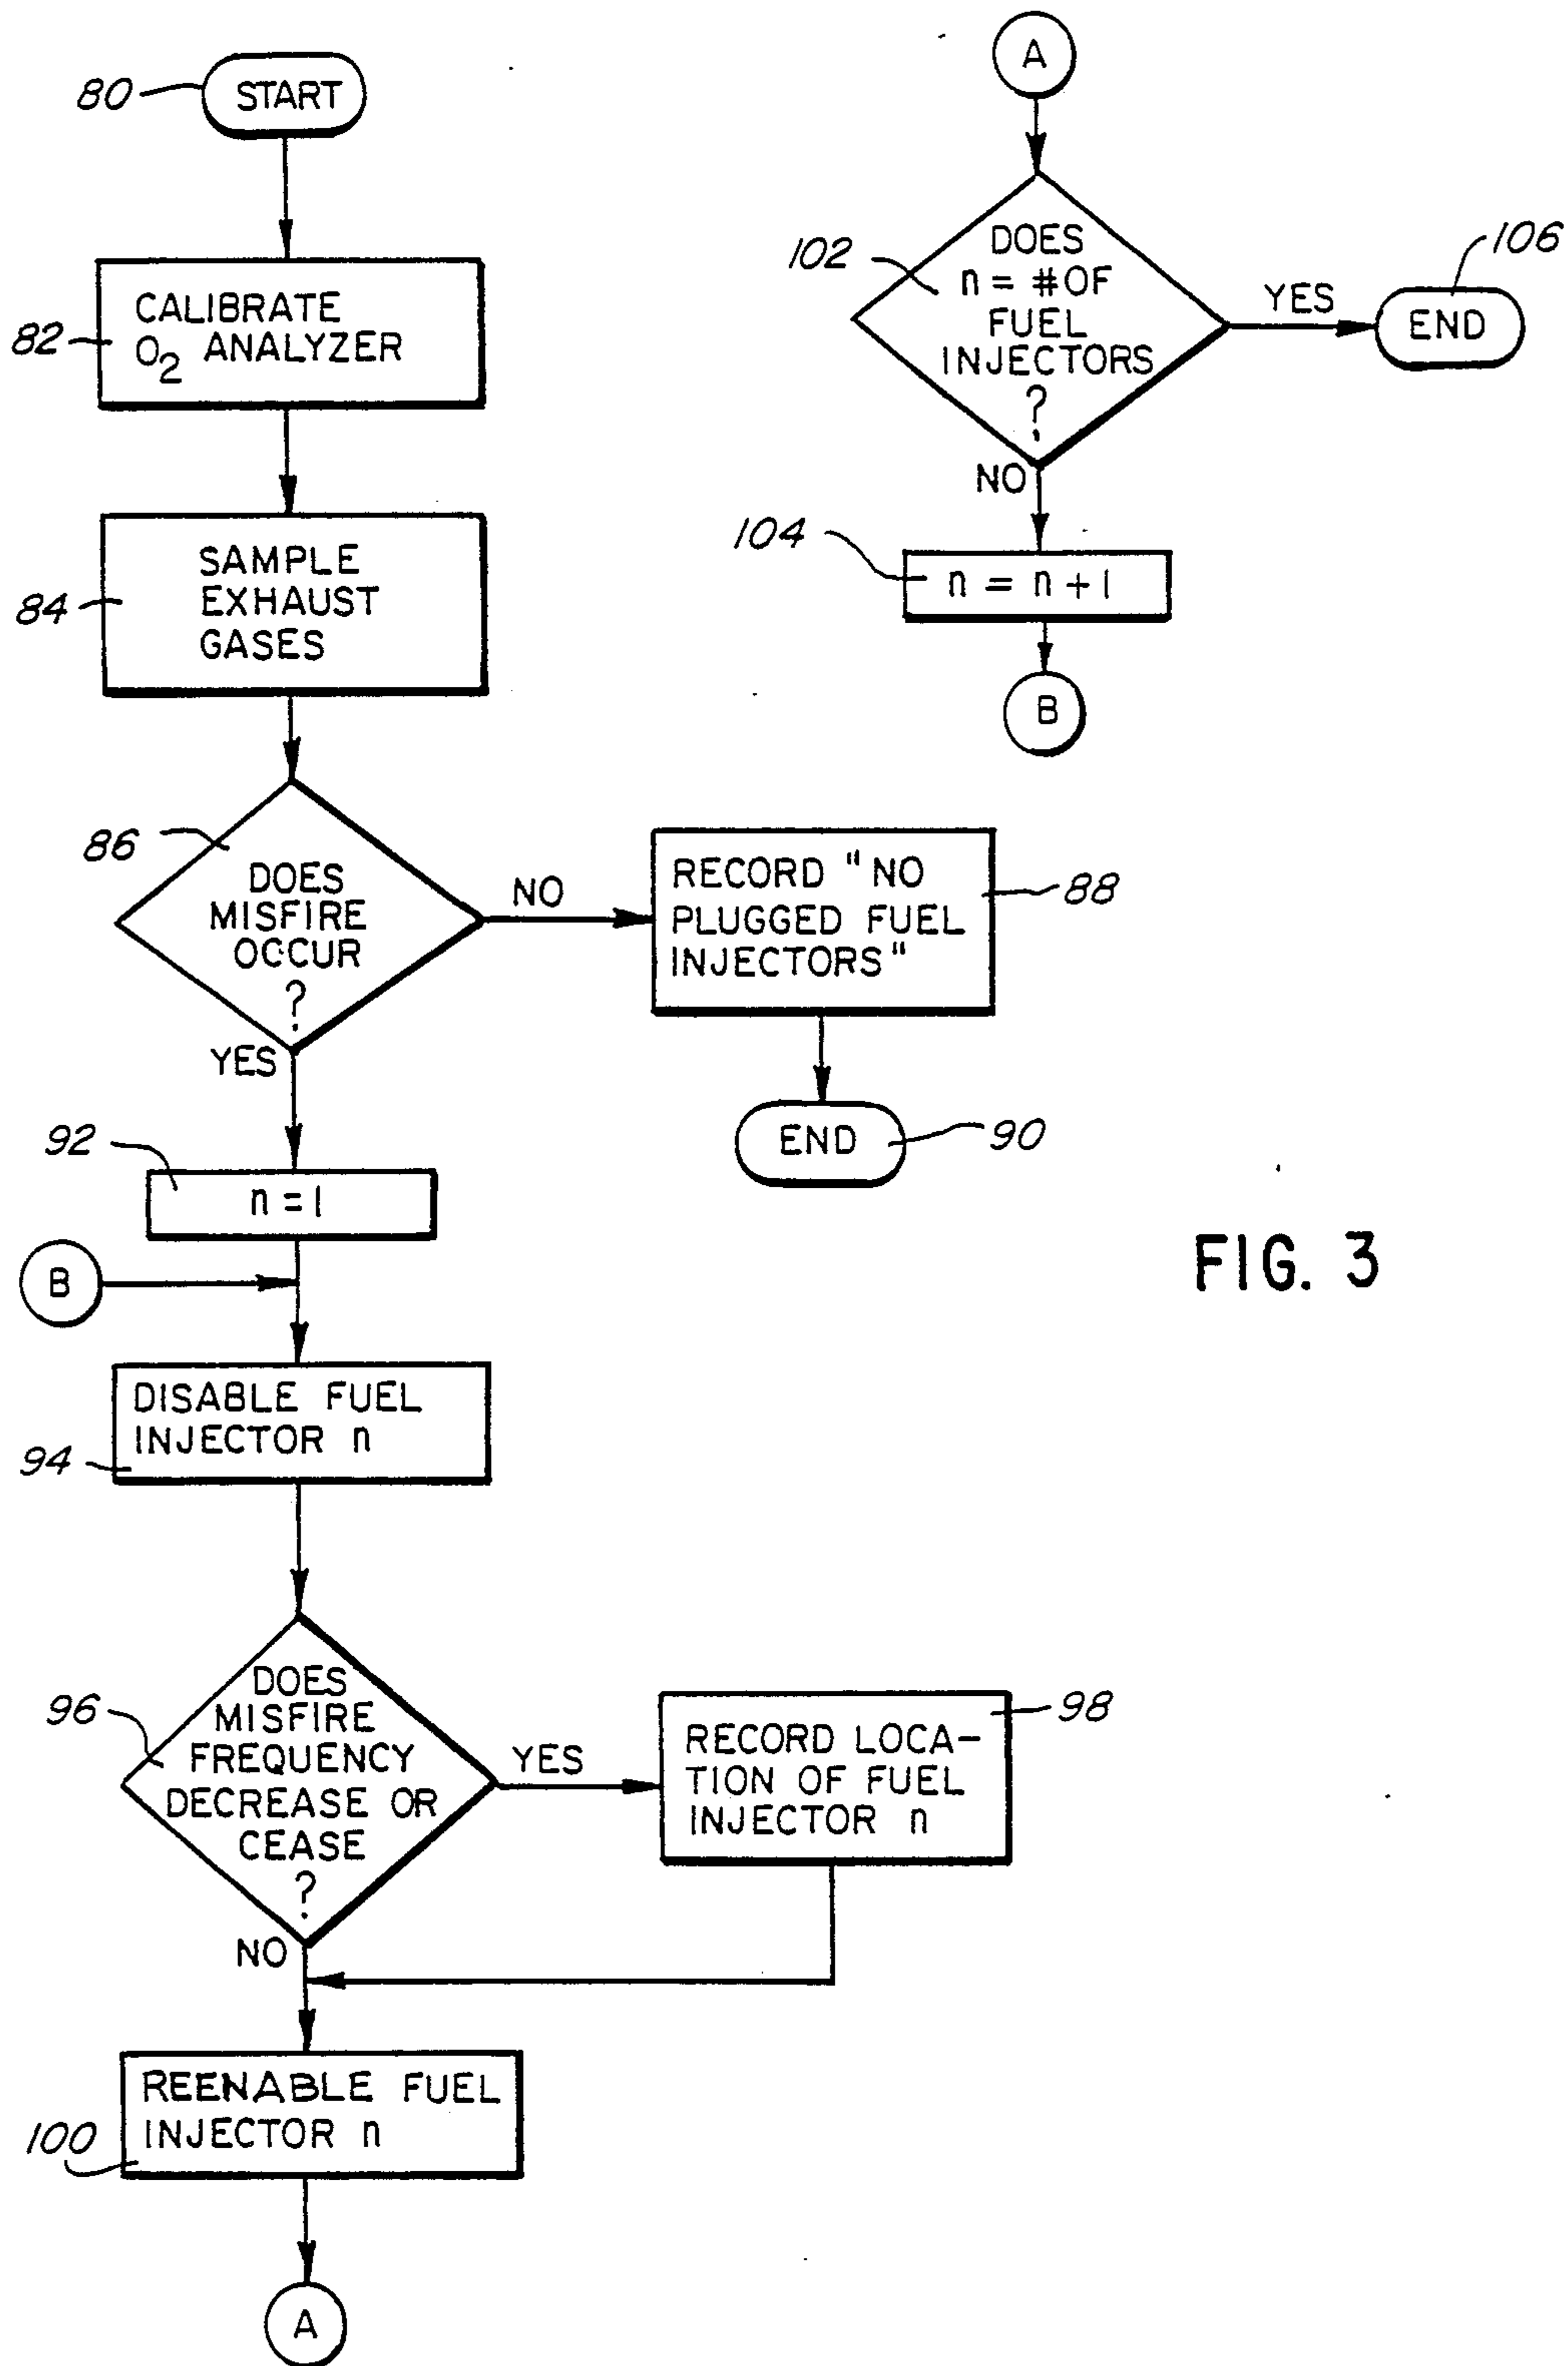 80
START
82
CALIBRATE
O2 ANALYZER
84
SAMPLE
EXHAUST
GASES
86
DOES
MISFIRE
OCCUR
?
NO
YES
RECORD "NO
PLUGGED FUEL
INJECTORS"
88
END
90
92
n = 1
B
DISABLE FUEL
INJECTOR n
94
96
DOES
MISFIRE
FREQUENCY
DECREASE OR
CEASE
?
YES
NO
RECORD LOCA-
TION OF FUEL
INJECTOR n
98
REENABLE FUEL
INJECTOR n
100
A
A
102
DOES
n = # OF
FUEL
INJECTORS
?
YES
END
106
NO
104
n = n + 1
B
FIG. 3